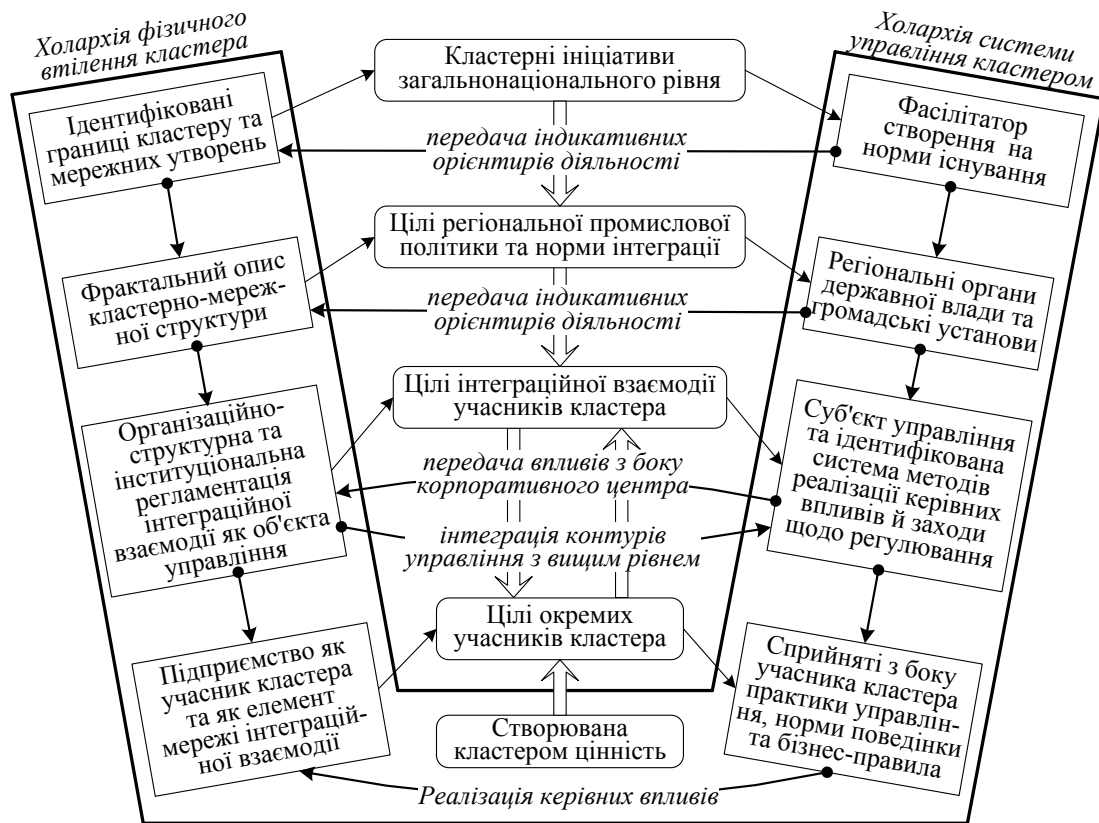 Холархія фізичного
втілення кластера
Холархія системи
управління кластером
Кластерні ініціативи
загальнонаціонального рівня
Ідентифіковані
границі кластеру та
мережних утворень
Фасілітатор
створення на
норми існування
передача індикативних
орієнтирів діяльності
Цілі регіональної промислової
політики та норми інтеграції
Фрактальний опис
кластерно-мереж-
ної структури
Регіональні органи
державної влади та
громадські установи
передача індикативних
орієнтирів діяльності
Цілі інтеграційної взаємодії
учасників кластера
Організаційно-
структурна та
інституціональна
регламентація
інтеграційної
взаємодії як об'єкта
управління
Суб'єкт управління
та ідентифікована
система методів
реалізації керівних
впливів й заходи
щодо регулювання
передача впливів з боку
корпоративного центра
інтеграція контурів
управління з вищим рівнем
Цілі окремих
учасників кластера
Підприємство як
учасник кластера
та як елемент
мережі інтеграцій-
ної взаємодії
Сприйняті з боку
учасника кластера
практики управлін-
ня, норми поведінки
та бізнес-правила
Створювана
кластером цінність
Реалізація керівних впливів